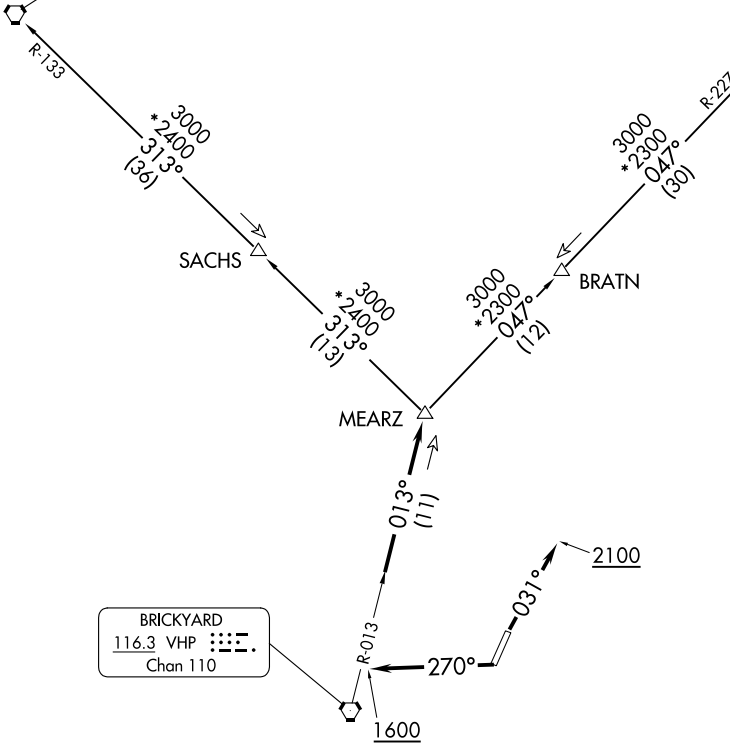 R-133
3000
*2400
313°
(36)
R-227
3000
*2300
047°
(30)
SACHS
BRATN
3000
*2400
313°
(13)
3000
*2300
047°
(12)
MEARZ
013°
(11)
2100
031°
BRICKYARD
116.3 VHP
Chan 110
R-013
270°
1600